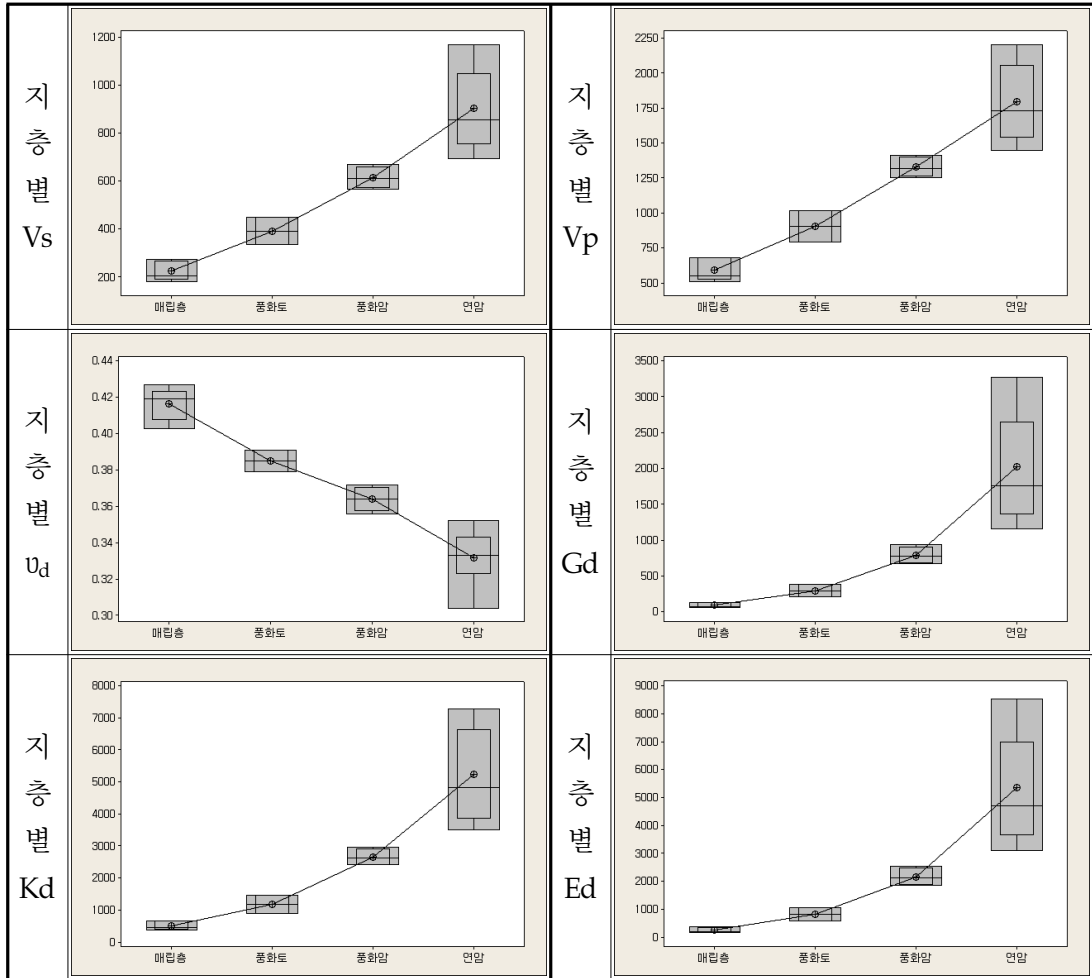 지
층
별
Vs
1200
1000
800
600
400
200
매립층 풍화토 풍화암 연암
지
층
별
Vp
2250
2000
1750
1500
1250
1000
750
500
매립층 풍화토 풍화암 연암
지
층
별
υd
0.44
0.42
0.40
0.38
0.36
0.34
0.32
0.30
매립층 풍화토 풍화암 연암
지
층
별
Gd
3500
3000
2500
2000
1500
1000
500
0
매립층 풍화토 풍화암 연암
지
층
별
Kd
8000
7000
6000
5000
4000
3000
2000
1000
0
매립층 풍화토 풍화암 연암
지
층
별
Ed
9000
8000
7000
6000
5000
4000
3000
2000
1000
0
매립층 풍화토 풍화암 연암